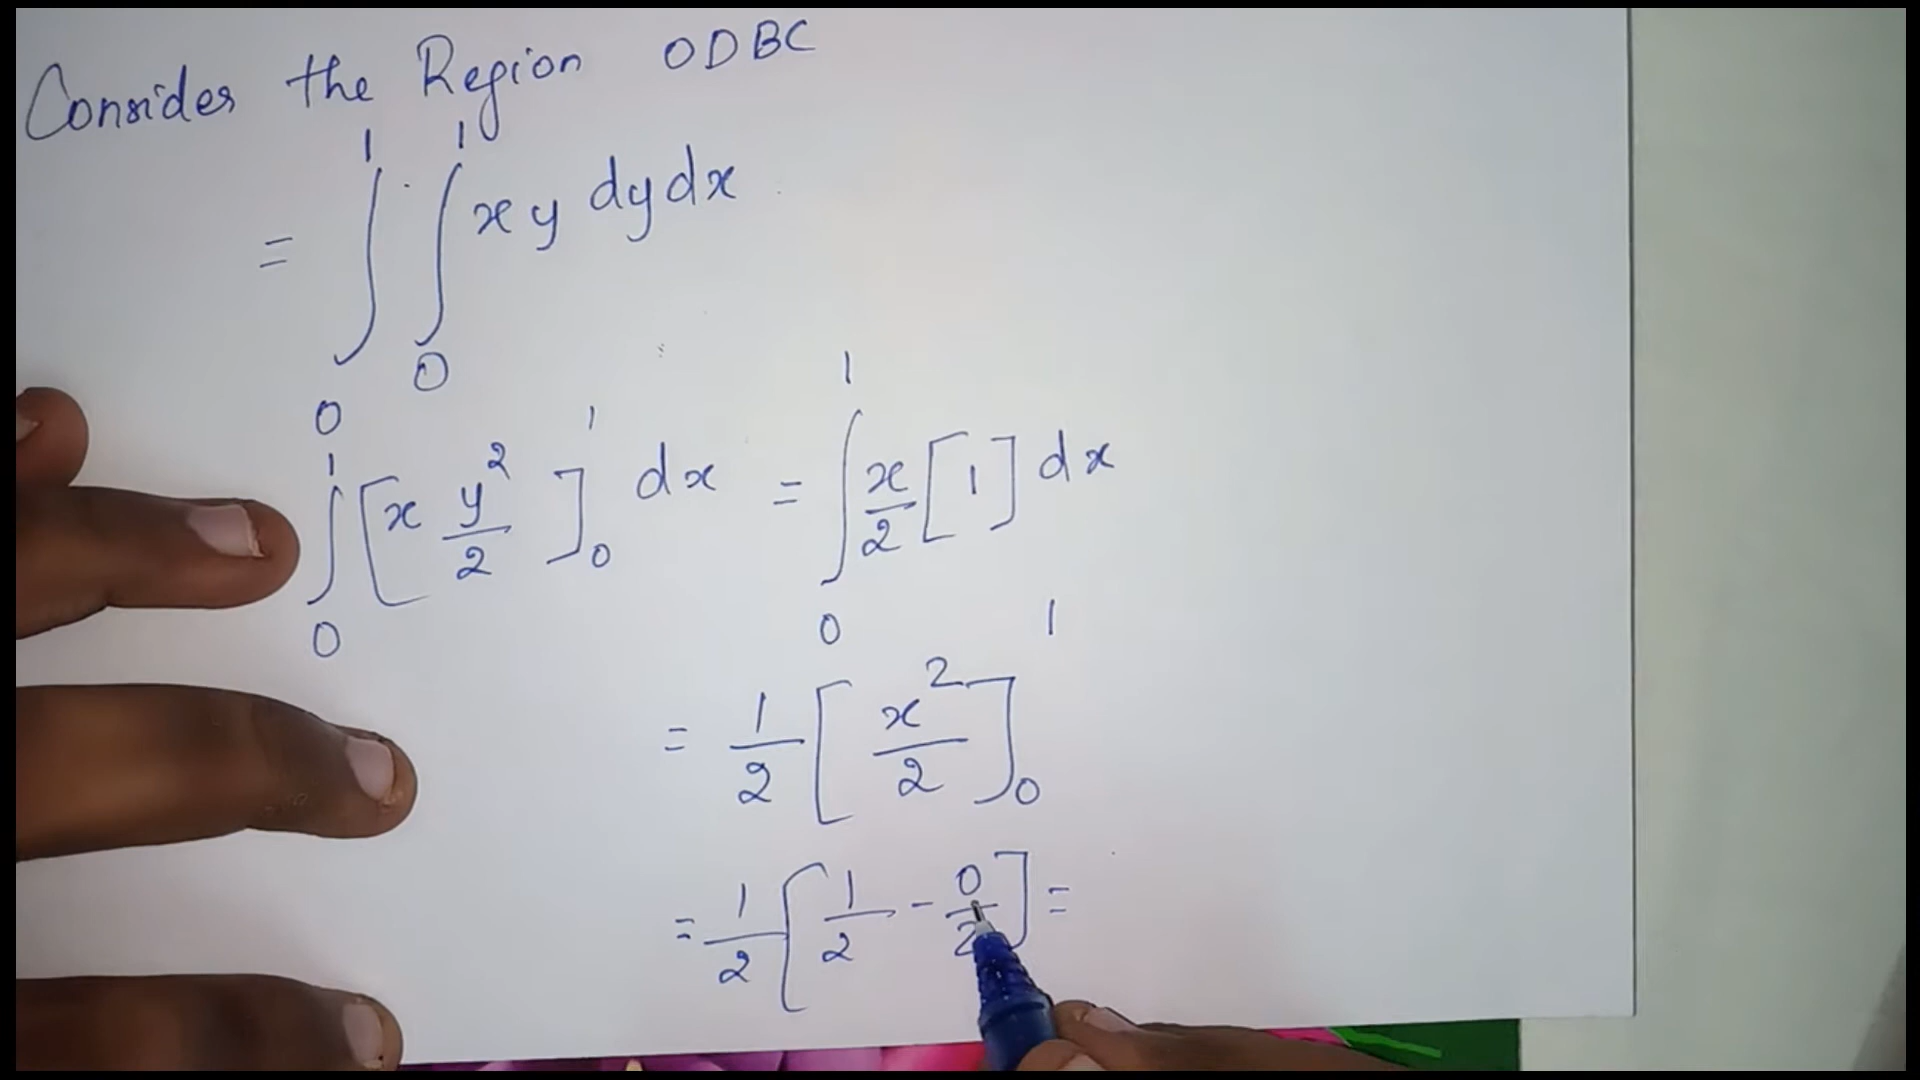 Consider the Region ODBC
= ∫₀¹ ∫₀¹ xy dy dx
∫₀¹ [x y²/2]₀¹ dx = ∫₀¹ x/2 [1] dx
= 1/2 [x²/2]₀¹
= 1/2 [1/2 - 0/2] =